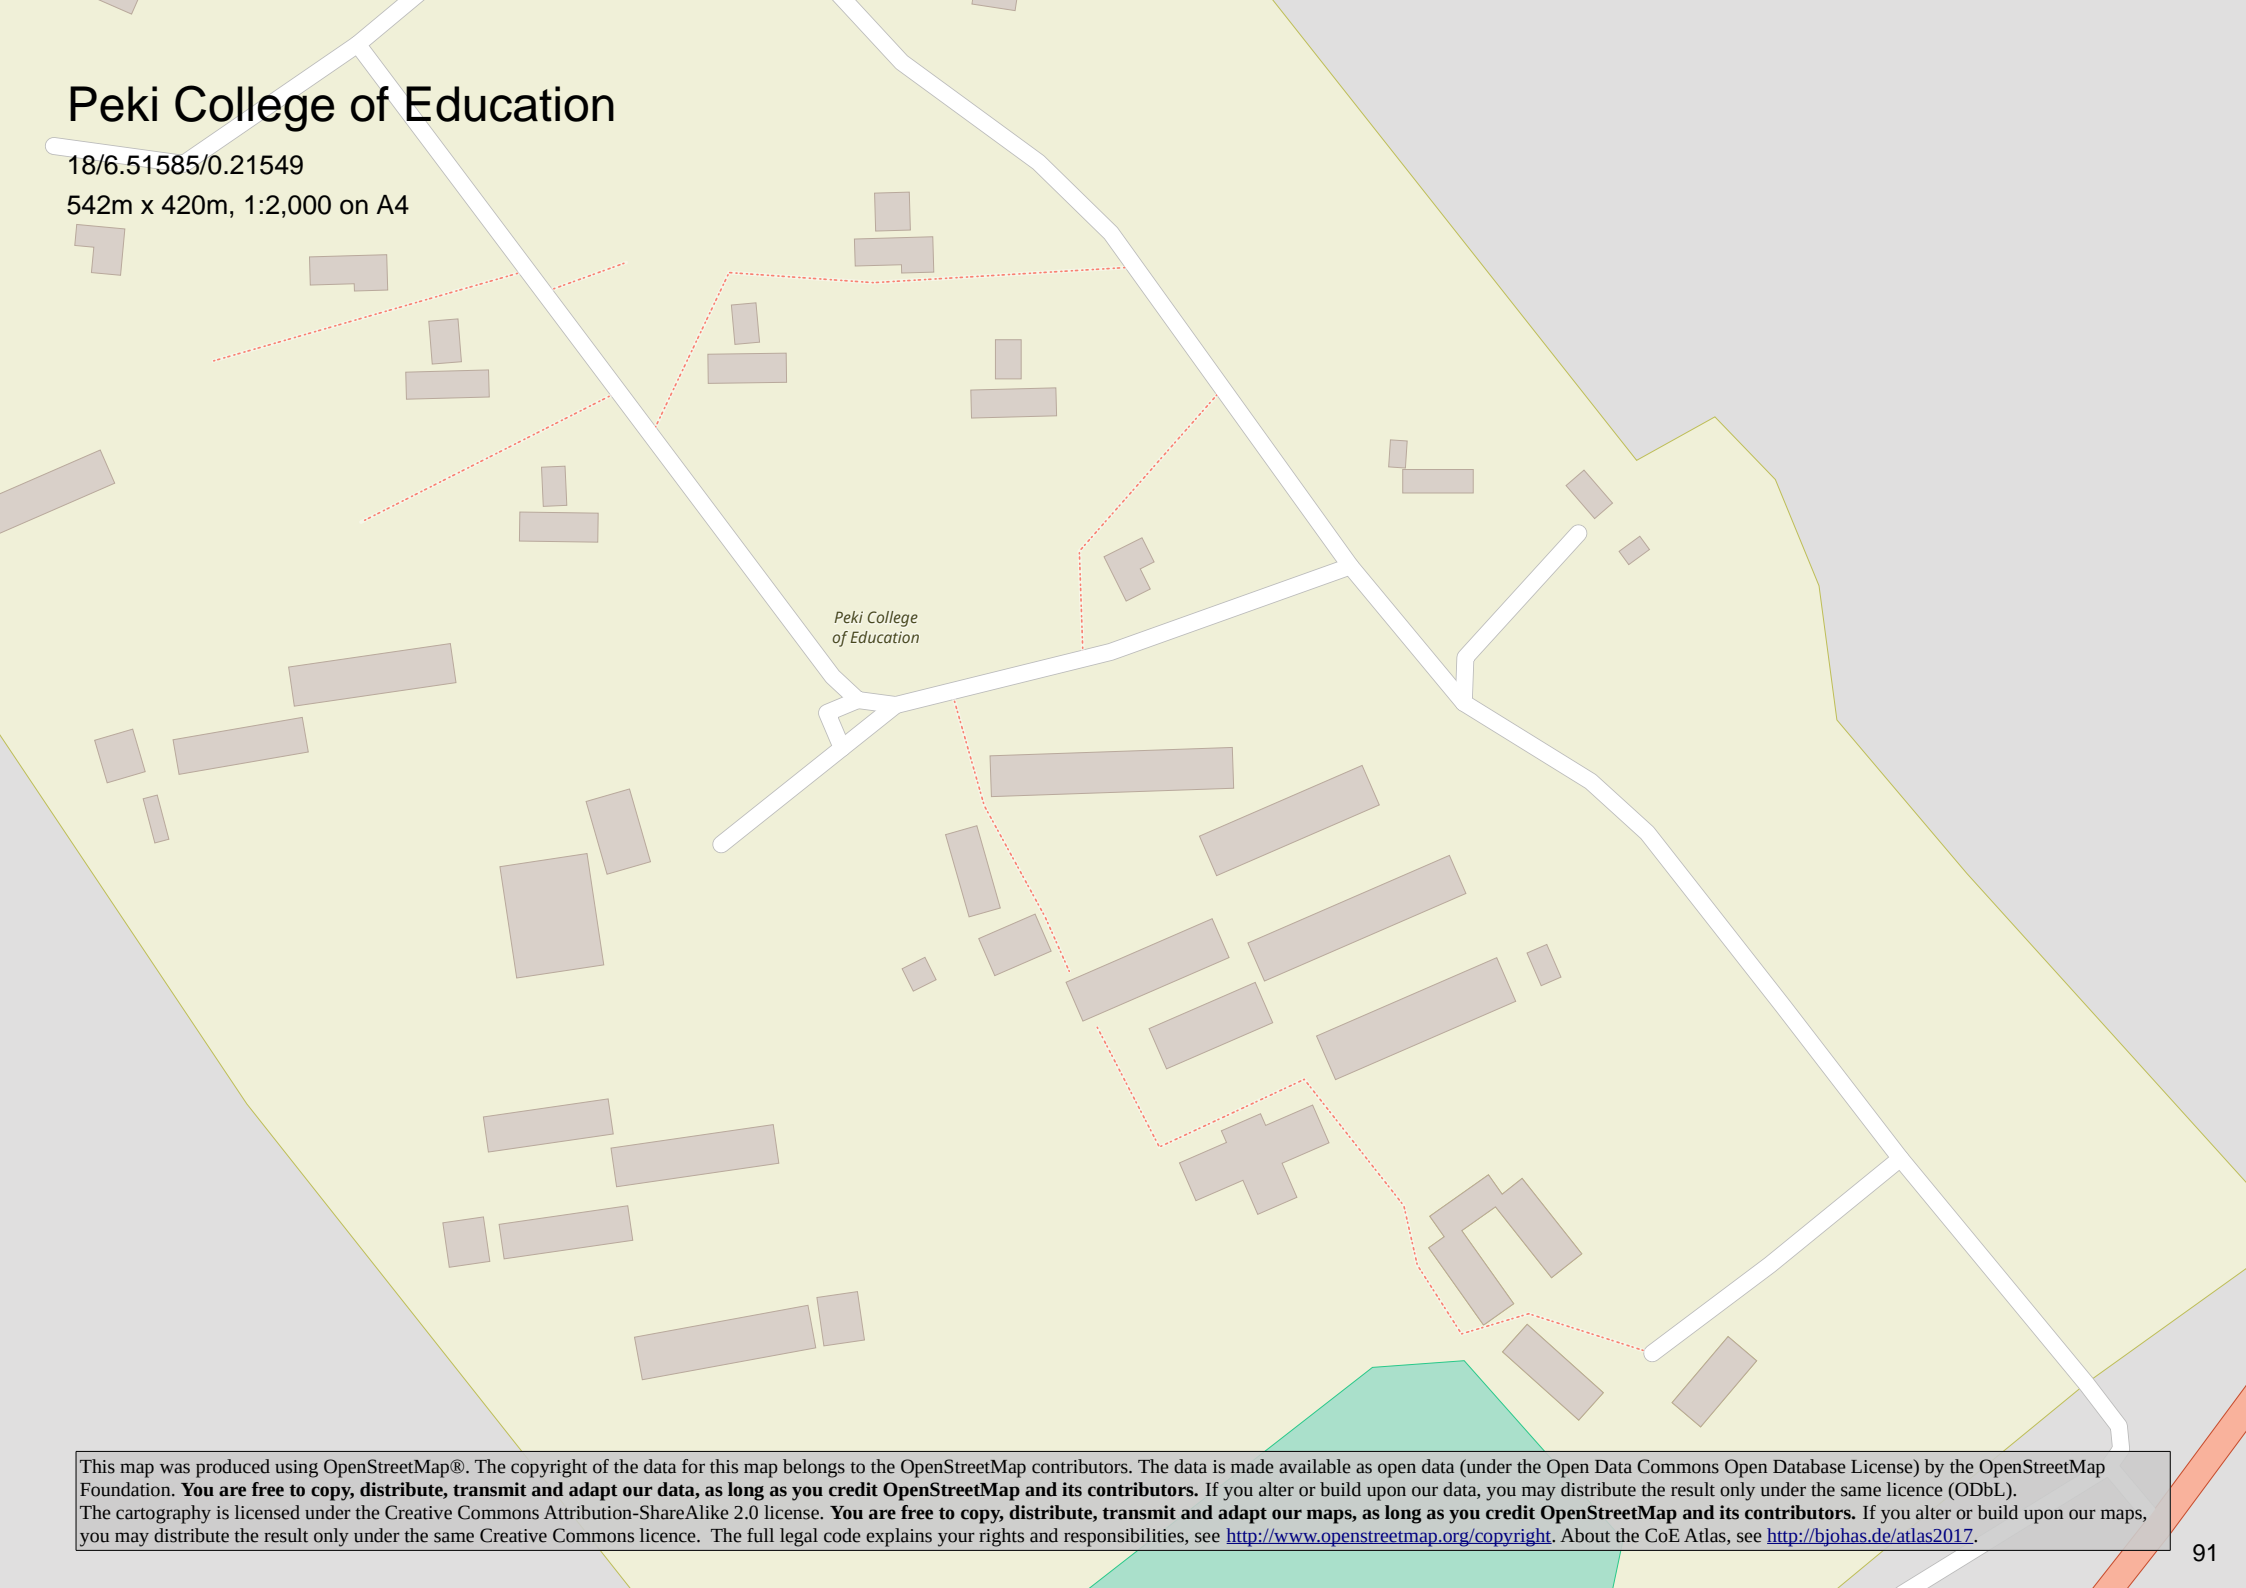 Peki College of Education
18/6.51585/0.21549
542m x 420m, 1:2,000 on A4
Peki College
of Education
This map was produced using OpenStreetMap®. The copyright of the data for this map belongs to the OpenStreetMap contributors. The data is made available as open data (under the Open Data Commons Open Database License) by the OpenStreetMap
Foundation. You are free to copy, distribute, transmit and adapt our data, as long as you credit OpenStreetMap and its contributors. If you alter or build upon our data, you may distribute the result only under the same licence (ODbL).
The cartography is licensed under the Creative Commons Attribution-ShareAlike 2.0 license. You are free to copy, distribute, transmit and adapt our maps, as long as you credit OpenStreetMap and its contributors. If you alter or build upon our maps,
you may distribute the result only under the same Creative Commons licence. The full legal code explains your rights and responsibilities, see http://www.openstreetmap.org/copyright. About the CoE Atlas, see http://bjohas.de/atlas2017.
91